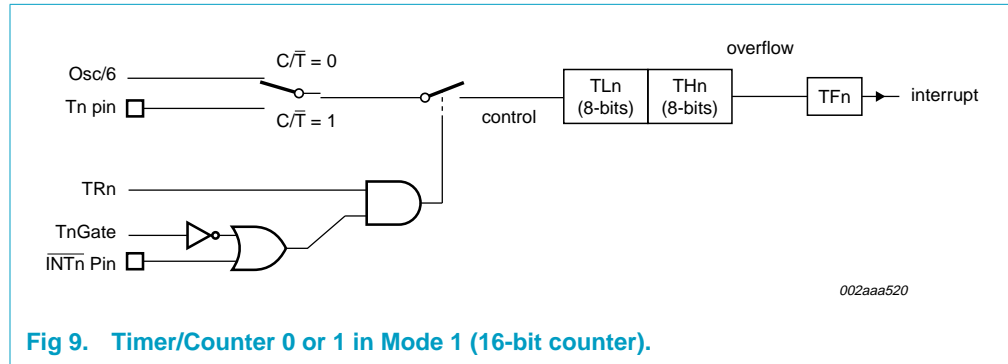 overflow
C/T̅ = 0
Osc/6
TLn
(8-bits)
THn
(8-bits)
TFn
interrupt
Tn pin
C/T̅ = 1
control
TRn
TnGate
I̅N̅T̅n̅ Pin
002aaa520
Fig 9. Timer/Counter 0 or 1 in Mode 1 (16-bit counter).